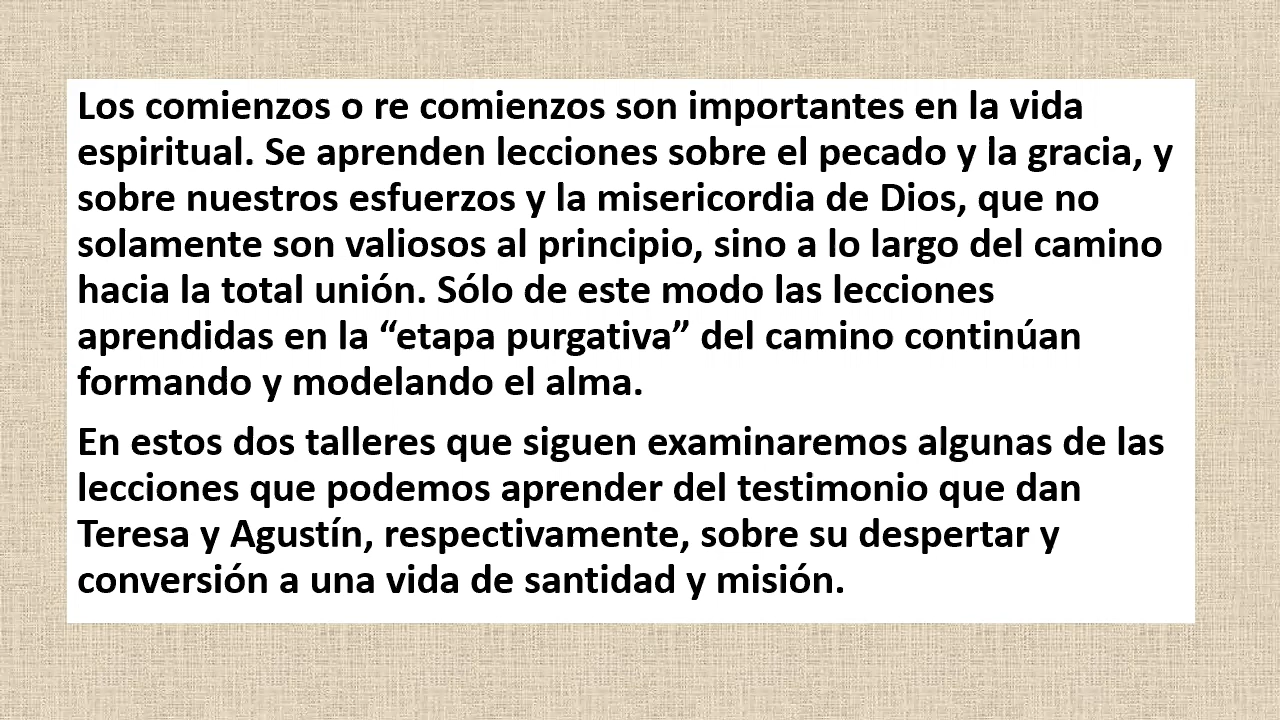 Los comienzos o re comienzos son importantes en la vida
espiritual. Se aprenden lecciones sobre el pecado y la gracia, y
sobre nuestros esfuerzos y la misericordia de Dios, que no
solamente son valiosos al principio, sino a lo largo del camino
hacia la total unión. Sólo de este modo las lecciones
aprendidas en la “etapa purgativa” del camino continúan
formando y modelando el alma.
En estos dos talleres que siguen examinaremos algunas de las
lecciones que podemos aprender del testimonio que dan
Teresa y Agustín, respectivamente, sobre su despertar y
conversión a una vida de santidad y misión.